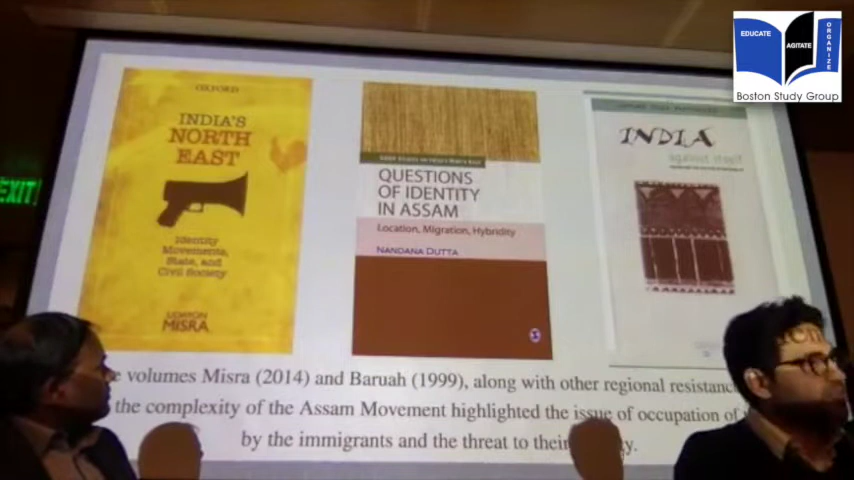 EDUCATE
AGITATE
ORGANIZE
Boston Study Group
EXIT
OXFORD
INDIA'S
NORTH
EAST
Identity
Movements,
State, and
Civil Society
UDAYON
MISRA
QUESTIONS
OF IDENTITY
IN ASSAM
Location, Migration, Hybridity
NANDANA DUTTA
INDIA
volumes Misra (2014) and Baruah (1999), along with other regional
the complexity of the Assam Movement highlighted the issue of occupation of
by the immigrants and the threat to their